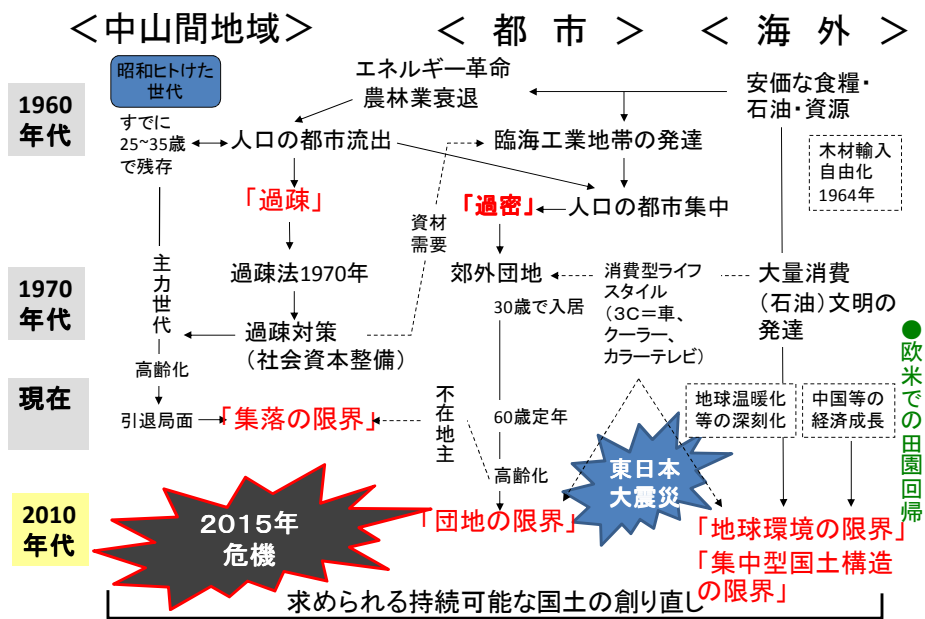 ＜中山間地域＞
＜ 都 市 ＞
＜ 海 外 ＞
1960
年代
昭和ヒトけた
世代
すでに
25~35歳
で残存
エネルギー革命
農林業衰退
人口の都市流出
臨海工業地帯の発達
安価な食糧・
石油・資源
木材輸入
自由化
1964年
「過疎」
「過密」
人口の都市集中
資材
需要
1970
年代
主力世代
過疎法1970年
過疎対策
（社会資本整備）
郊外団地
30歳で入居
消費型ライフ
スタイル
（3C＝車、
クーラー、
カラーテレビ）
大量消費
（石油）文明の
発達
●欧米での田園回帰
現在
高齢化
引退局面
「集落の限界」
不在地主
60歳定年
高齢化
東日本
大震災
地球温暖化
等の深刻化
中国等の
経済成長
2010
年代
2015年
危機
「団地の限界」
「地球環境の限界」
「集中型国土構造
の限界」
求められる持続可能な国土の創り直し